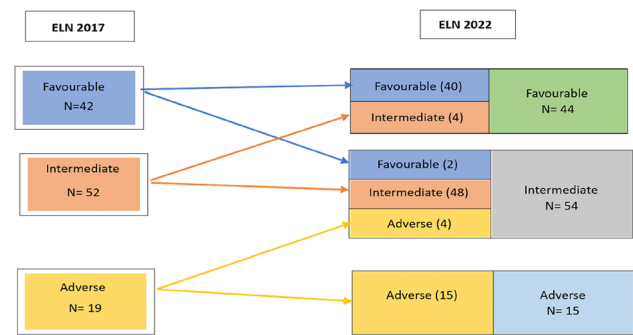 ELN 2017
ELN 2022
Favourable
N=42
Favourable (40)
Intermediate (4)
Favourable
N= 44
Intermediate
N= 52
Favourable (2)
Intermediate (48)
Adverse (4)
Intermediate
N= 54
Adverse
N= 19
Adverse (15)
Adverse
N= 15